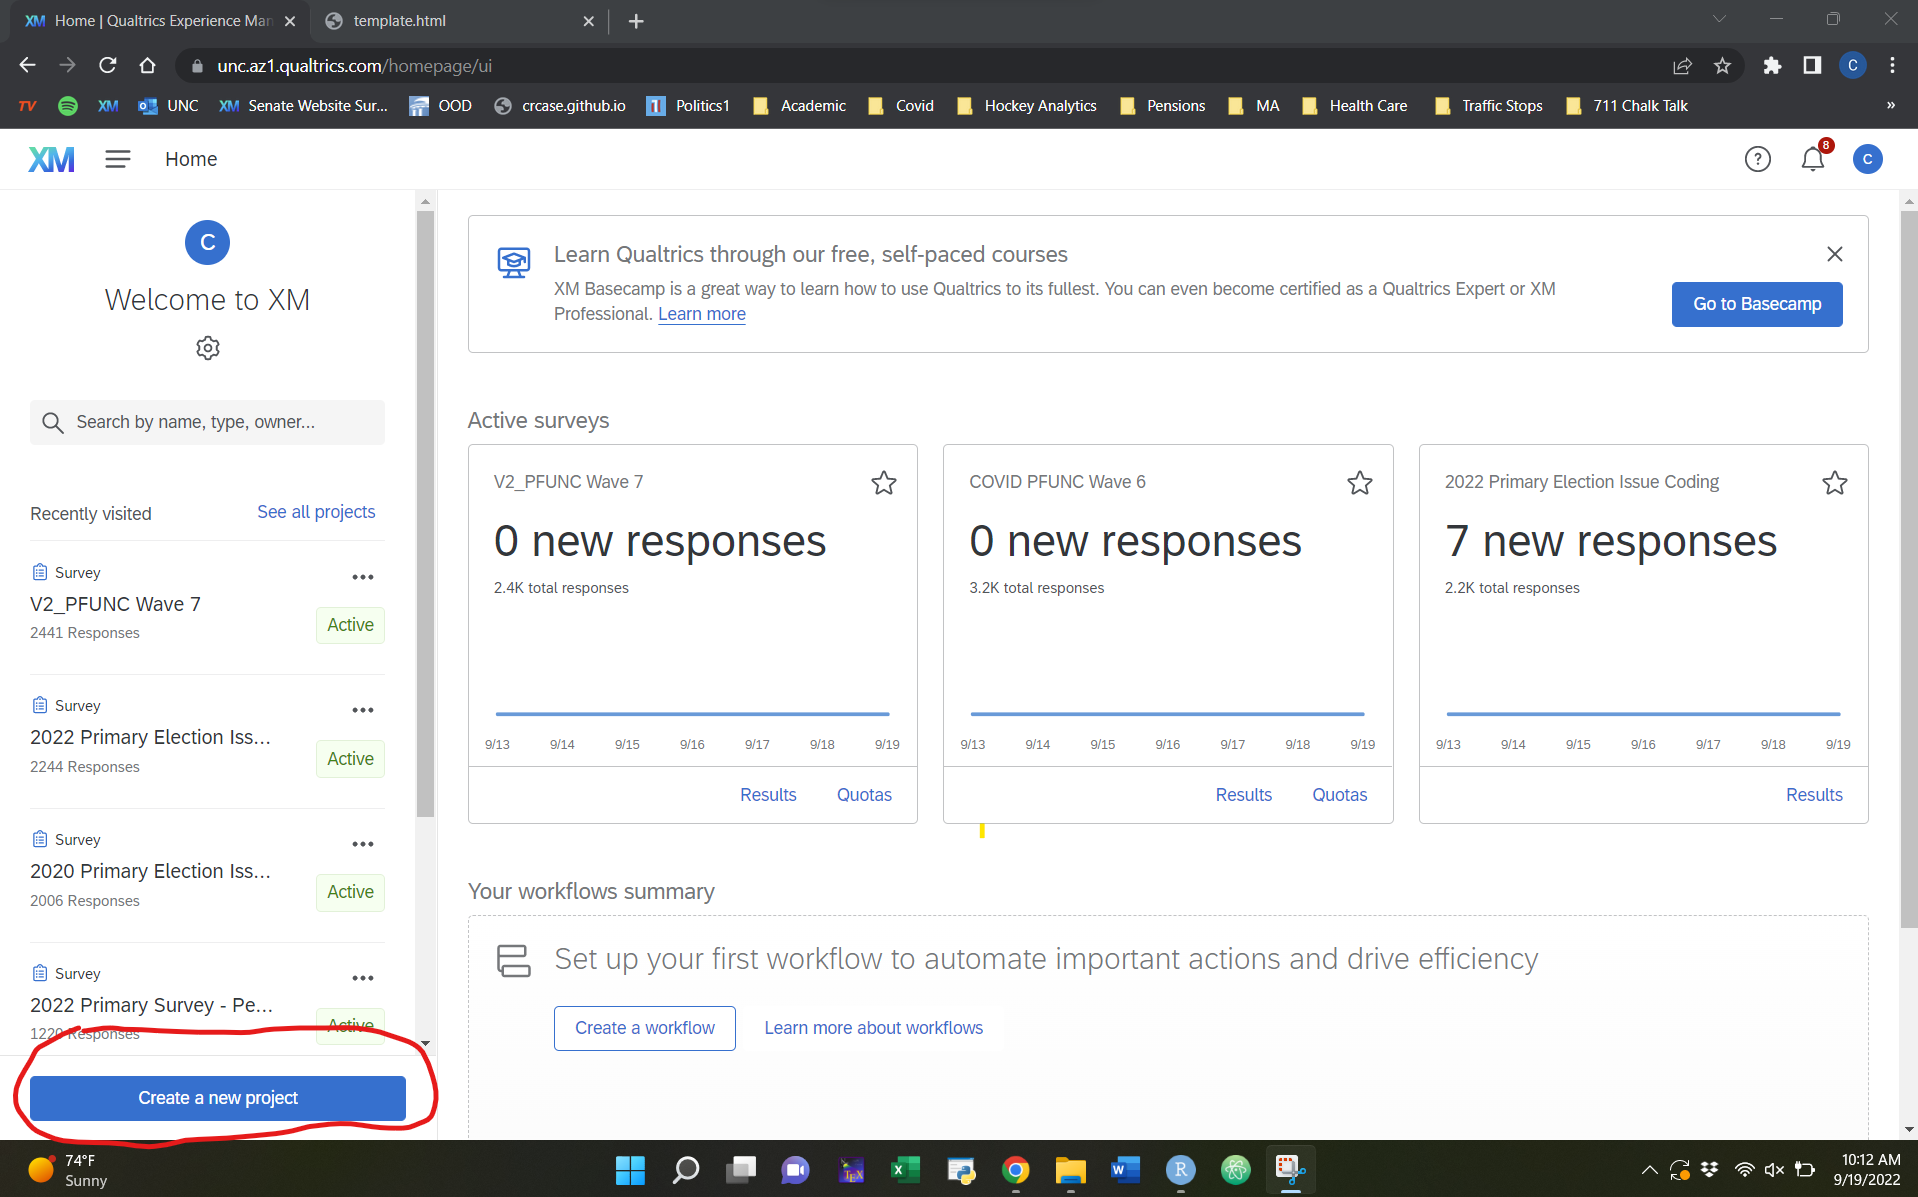 XM Home | Qualtrics Experience Man
template.html
unc.az1.qualtrics.com/homepage/ui
C
TV
XM
UNC
XM Senate Website Sur...
OOD
crcase.github.io
1 Politics1
Academic
Covid
Hockey Analytics
Pensions
MA
Health Care
Traffic Stops
711 Chalk Talk
»
XM
Home
?
8
C
C
Welcome to XM
Search by name, type, owner...
Recently visited
See all projects
Survey
V2_PFUNC Wave 7
2441 Responses
Active
Survey
2022 Primary Election Iss...
2244 Responses
Active
Survey
2020 Primary Election Iss...
2006 Responses
Active
Survey
2022 Primary Survey - Pe...
1220 Responses
Active
Create a new project
Learn Qualtrics through our free, self-paced courses
XM Basecamp is a great way to learn how to use Qualtrics to its fullest. You can even become certified as a Qualtrics Expert or XM
Professional. Learn more
Go to Basecamp
Active surveys
V2_PFUNC Wave 7
0 new responses
2.4K total responses
9/13 9/14 9/15 9/16 9/17 9/18 9/19
Results Quotas
COVID PFUNC Wave 6
0 new responses
3.2K total responses
9/13 9/14 9/15 9/16 9/17 9/18 9/19
Results Quotas
2022 Primary Election Issue Coding
7 new responses
2.2K total responses
9/13 9/14 9/15 9/16 9/17 9/18 9/19
Results
Your workflows summary
Set up your first workflow to automate important actions and drive efficiency
Create a workflow
Learn more about workflows
74°F
Sunny
TEX
X
W
R
10:12 AM
9/19/2022